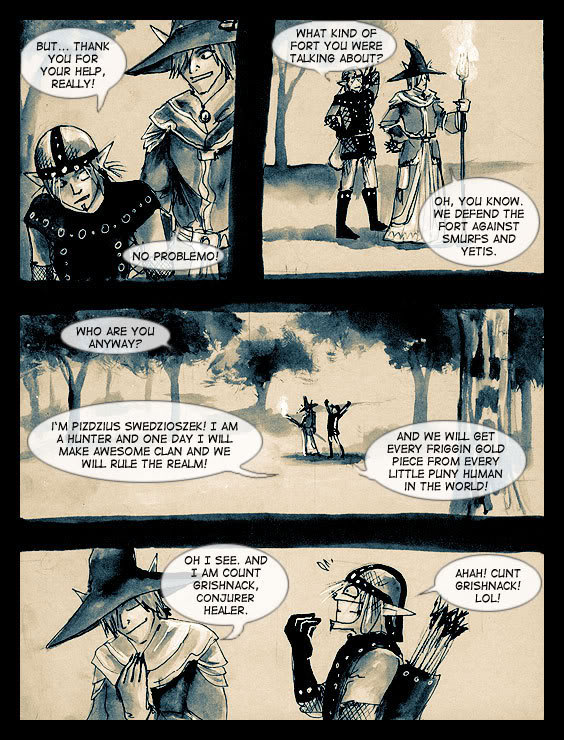 BUT... THANK
YOU FOR
YOUR HELP,
REALLY!
NO PROBLEMO!
WHAT KIND OF
FORT YOU WERE
TALKING ABOUT?
OH, YOU KNOW.
WE DEFEND THE
FORT AGAINST
SMURFS AND
YETIS.
WHO ARE YOU
ANYWAY?
I'M PIZDZIUS SWEDZIOSZEK! I AM
A HUNTER AND ONE DAY I WILL
MAKE AWESOME CLAN AND WE
WILL RULE THE REALM!
AND WE WILL GET
EVERY FRIGGIN GOLD
PIECE FROM EVERY
LITTLE PUNY HUMAN
IN THE WORLD!
OH I SEE. AND
I AM COUNT
GRISHNACK,
CONJURER
HEALER.
AHAH! CUNT
GRISHNACK!
LOL!